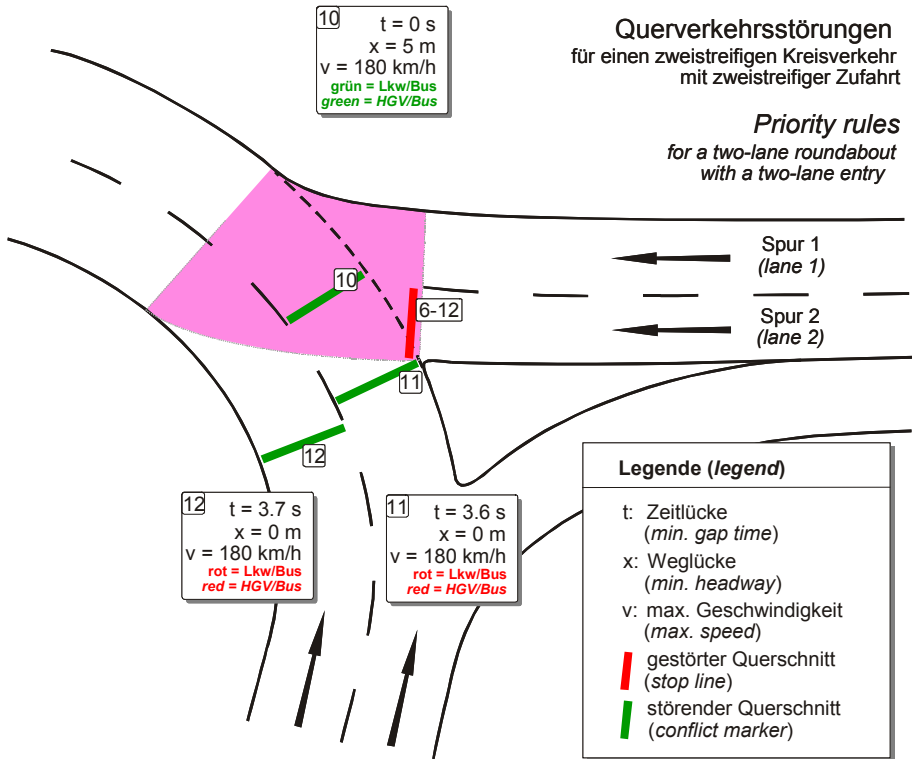 10
t = 0 s
x = 5 m
v = 180 km/h
grün = Lkw/Bus
green = HGV/Bus
Querverkehrsstörungen
für einen zweistreifigen Kreisverkehr
mit zweistreifiger Zufahrt
Priority rules
for a two-lane roundabout
with a two-lane entry
Spur 1
(lane 1)
10
6-12
Spur 2
(lane 2)
11
12
12
t = 3.7 s
x = 0 m
v = 180 km/h
rot = Lkw/Bus
red = HGV/Bus
11
t = 3.6 s
x = 0 m
v = 180 km/h
rot = Lkw/Bus
red = HGV/Bus
Legende (legend)
t: Zeitlücke
(min. gap time)
x: Weglücke
(min. headway)
v: max. Geschwindigkeit
(max. speed)
gestörter Querschnitt
(stop line)
störender Querschnitt
(conflict marker)